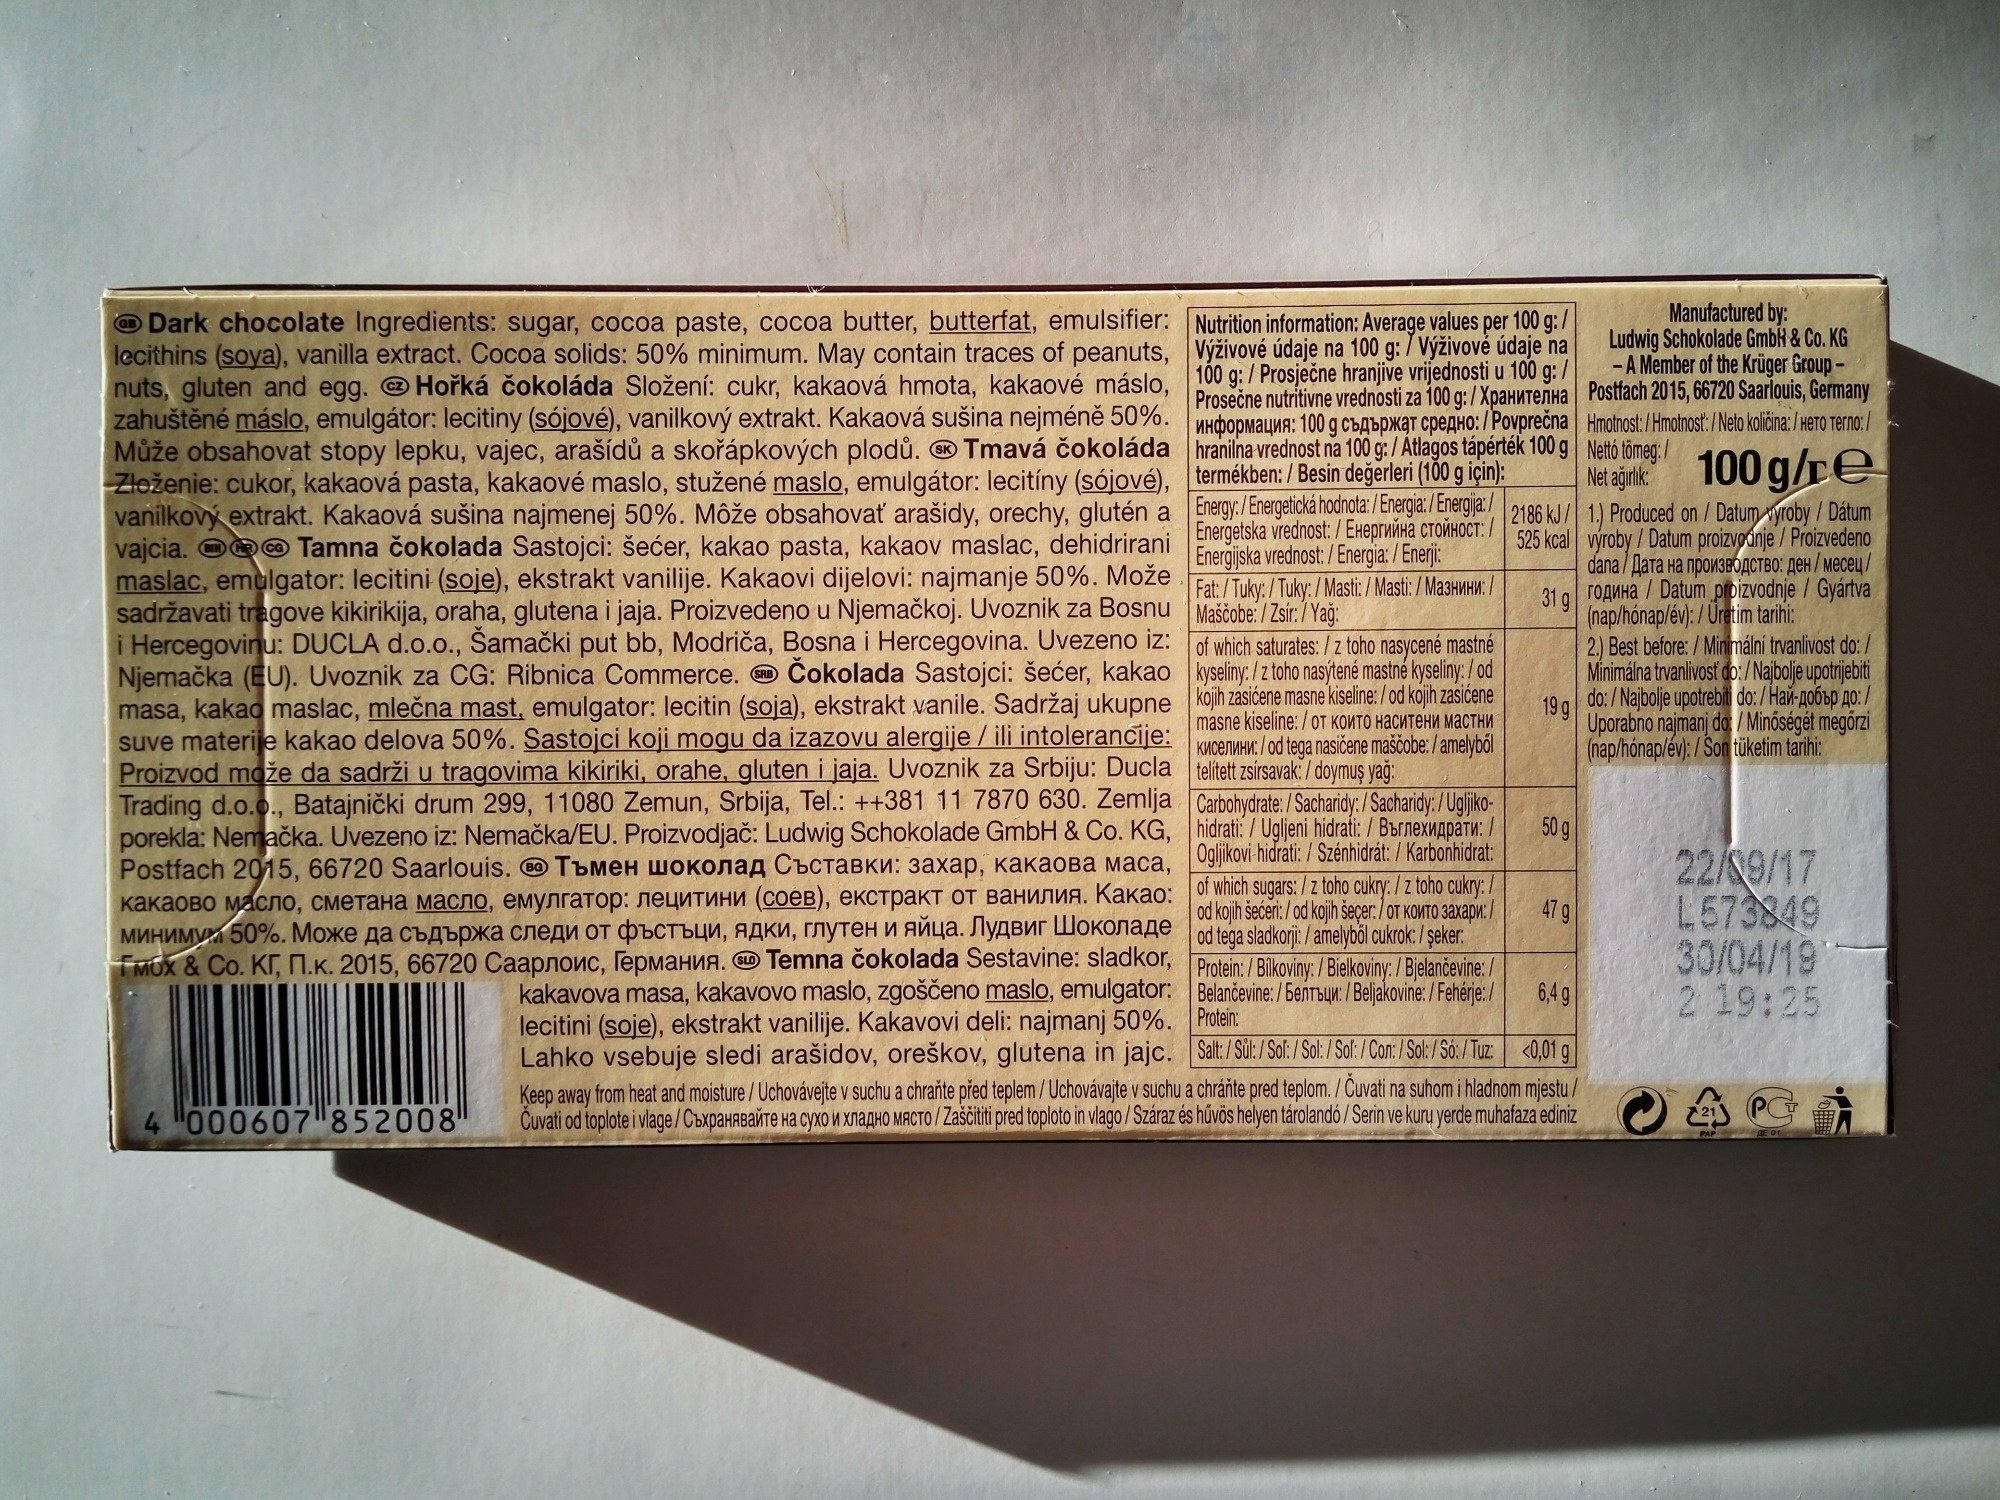 GB Dark chocolate Ingredients: sugar, cocoa paste, cocoa butter, butterfat, emulsifier:
lecithins (soya), vanilla extract. Cocoa solids: 50% minimum. May contain traces of peanuts,
nuts, gluten and egg. CZ Hořká čokoláda Složení: cukr, kakaová hmota, kakaové máslo,
zahuštěné máslo, emulgátor: lecitiny (sójové), vanilkový extrakt. Kakaová sušina nejméně 50%.
Může obsahovat stopy lepku, vajec, arašídů a skořápkových plodů. SK Tmavá čokoláda
Zloženie: cukor, kakaová pasta, kakaové maslo, stužené maslo, emulgátor: lecitíny (sójové),
vanilkový extrakt. Kakaová sušina najmenej 50%. Môže obsahovať arašidy, orechy, glutén a
vajcia. BIH HR CG Tamna čokolada Sastojci: šećer, kakao pasta, kakaov maslac, dehidrirani
maslac, emulgator: lecitini (soje), ekstrakt vanilije. Kakaovi dijelovi: najmanje 50%. Može
sadržavati tragove kikirikija, oraha, glutena i jaja. Proizvedeno u Njemačkoj. Uvoznik za Bosnu
i Hercegovinu: DUCLA d.o.o., Šamački put bb, Modriča, Bosna i Hercegovina. Uvezeno iz:
Njemačka (EU). Uvoznik za CG: Ribnica Commerce. SRB Čokolada Sastojci: šećer, kakao
masa, kakao maslac, mlečna mast, emulgator: lecitin (soja), ekstrakt vanile. Sadržaj ukupne
suve materije kakao delova 50%. Sastojci koji mogu da izazovu alergije / ili intolerancije:
Proizvod može da sadrži u tragovima kikiriki, orahe, gluten i jaja. Uvoznik za Srbiju: Ducla
Trading d.o.o., Batajnički drum 299, 11080 Zemun, Srbija, Tel.: ++381 11 7870 630. Zemlja
porekla: Nemačka. Uvezeno iz: Nemačka/EU. Proizvodjač: Ludwig Schokolade GmbH & Co. KG,
Postfach 2015, 66720 Saarlouis. BG Тъмен шоколад Съставки: захар, какаова маса,
какаово масло, сметана масло, емулгатор: лецитини (соев), екстракт от ванилия. Какао:
минимум 50%. Може да съдържа следи от фъстъци, ядки, глутен и яйца. Лудвиг Шоколаде
Гмбх & Со. КГ, П.к. 2015, 66720 Саарлоис, Германия. SLO Temna čokolada Sestavine: sladkor,
kakavova masa, kakavovo maslo, zgoščeno maslo, emulgator:
lecitini (soje), ekstrakt vanilije. Kakavovi deli: najmanj 50%.
Lahko vsebuje sledi arašidov, oreškov, glutena in jajc.
Keep away from heat and moisture / Uchovávejte v suchu a chraňte před teplem / Uchovávajte v suchu a chráňte pred teplom. / Čuvati na suhom i hladnom mjestu /
Čuvati od toplote i vlage / Съхранявайте на сухо и хладно място / Zaščititi pred toploto in vlago / Száraz és hűvös helyen tárolandó / Serin ve kuru yerde muhafaza ediniz
4 000607 852008
Nutrition information: Average values per 100 g: /
Výživové údaje na 100 g: / Výživové údaje na
100 g: / Prosječne hranjive vrijednosti u 100 g: /
Prosečne nutritivne vrednosti za 100 g: / Хранителна
информация: 100 g съдържат средно: / Povprečna
hranilna vrednost na 100 g: / Átlagos tápérték 100 g
termékben: / Besin değerleri (100 g için):
Energy: / Energetická hodnota: / Energia: / Energija: /
Energetska vrednost: / Енергийна стойност: /
Energijska vrednost: / Energia: / Enerji:
2186 kJ /
525 kcal
Fat: / Tuky: / Tuky: / Masti: / Masti: / Мазнини: /
Maščobe: / Zsír: / Yağ:
31 g
of which saturates: / z toho nasycené mastné
kyseliny: / z toho nasýtené mastné kyseliny: / od
kojih zasićene masne kiseline: / od kojih zasićene
masne kiseline: / от които наситени мастни
киселини: / od tega nasičene maščobe: / amelyből
telített zsírsavak: / doymuş yağ:
19 g
Carbohydrate: / Sacharidy: / Sacharidy: / Ugljiko-
hidrati: / Ugljeni hidrati: / Въглехидрати: /
Ogljikovi hidrati: / Szénhidrát: / Karbonhidrat:
50 g
of which sugars: / z toho cukry: / z toho cukry: /
od kojih šećeri: / od kojih šećer: / от които захари: /
od tega sladkorji: / amelyből cukrok: / şeker:
47 g
Protein: / Bílkoviny: / Bielkoviny: / Bjelančevine: /
Belančevine: / Белтъци: / Beljakovine: / Fehérje: /
Protein:
6,4 g
Salt: / Sůl: / Soľ: / Sol: / Sol: / Сол: / Sol: / Só: / Tuz:
<0,01 g
Manufactured by:
Ludwig Schokolade GmbH & Co. KG
– A Member of the Krüger Group –
Postfach 2015, 66720 Saarlouis, Germany
Hmotnost: / Hmotnosť: / Neto količina: / нето тегло: /
Nettó tömeg: /
Net ağırlık:
100 g/г e
1.) Produced on / Datum výroby / Dátum
výroby / Datum proizvodnje / Proizvedeno
dana / Дата на производство: ден / месец /
година / Datum proizvodnje / Gyártva
(nap/hónap/év): / Üretim tarihi:
2.) Best before: / Minimální trvanlivost do: /
Minimálna trvanlivosť do: / Najbolje upotrijebiti
do: / Najbolje upotrebiti do: / Най-добър до: /
Uporabno najmanj do: / Minőségét megőrzi
(nap/hónap/év): / Son tüketim tarihi:
22/09/17
L573849
30/04/19
2 19:25
21
PAP
РСТ
DE 01